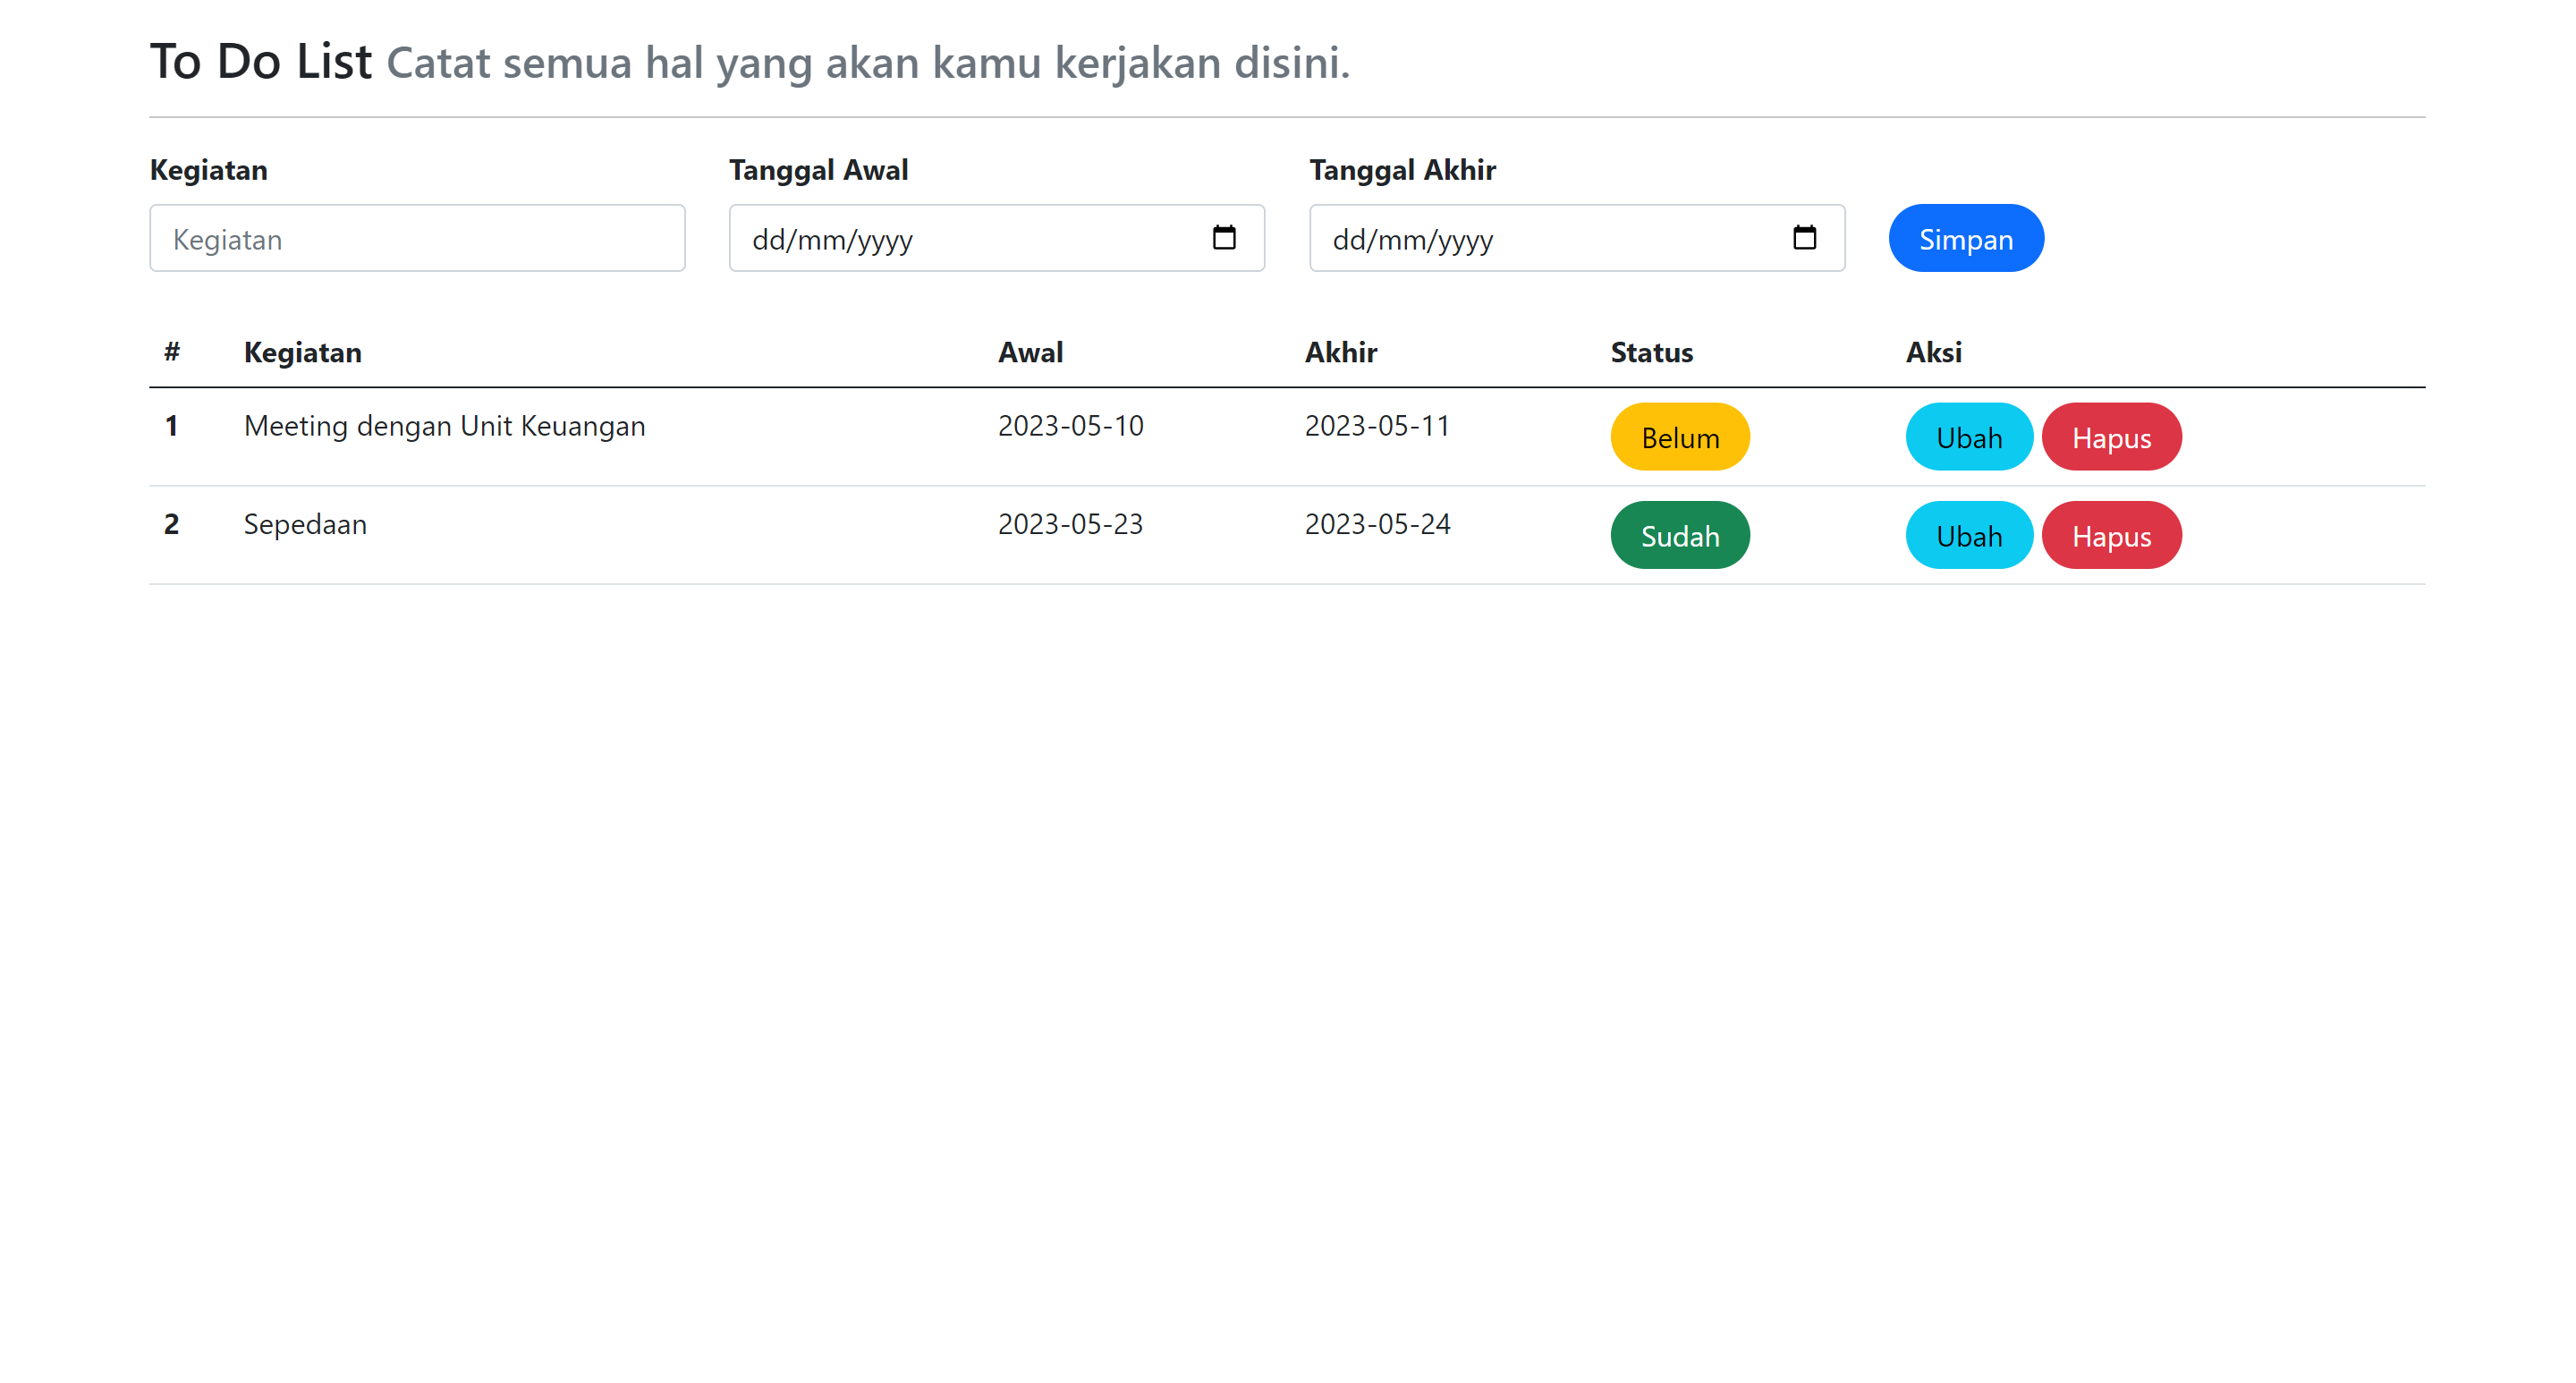 To Do List Catat semua hal yang akan kamu kerjakan disini.
Kegiatan Tanggal Awal Tanggal Akhir
Kegiatan dd/mm/yyyy dd/mm/yyyy Simpan
# Kegiatan Awal Akhir Status Aksi
1 Meeting dengan Unit Keuangan 2023-05-10 2023-05-11 Belum Ubah Hapus
2 Sepedaan 2023-05-23 2023-05-24 Sudah Ubah Hapus